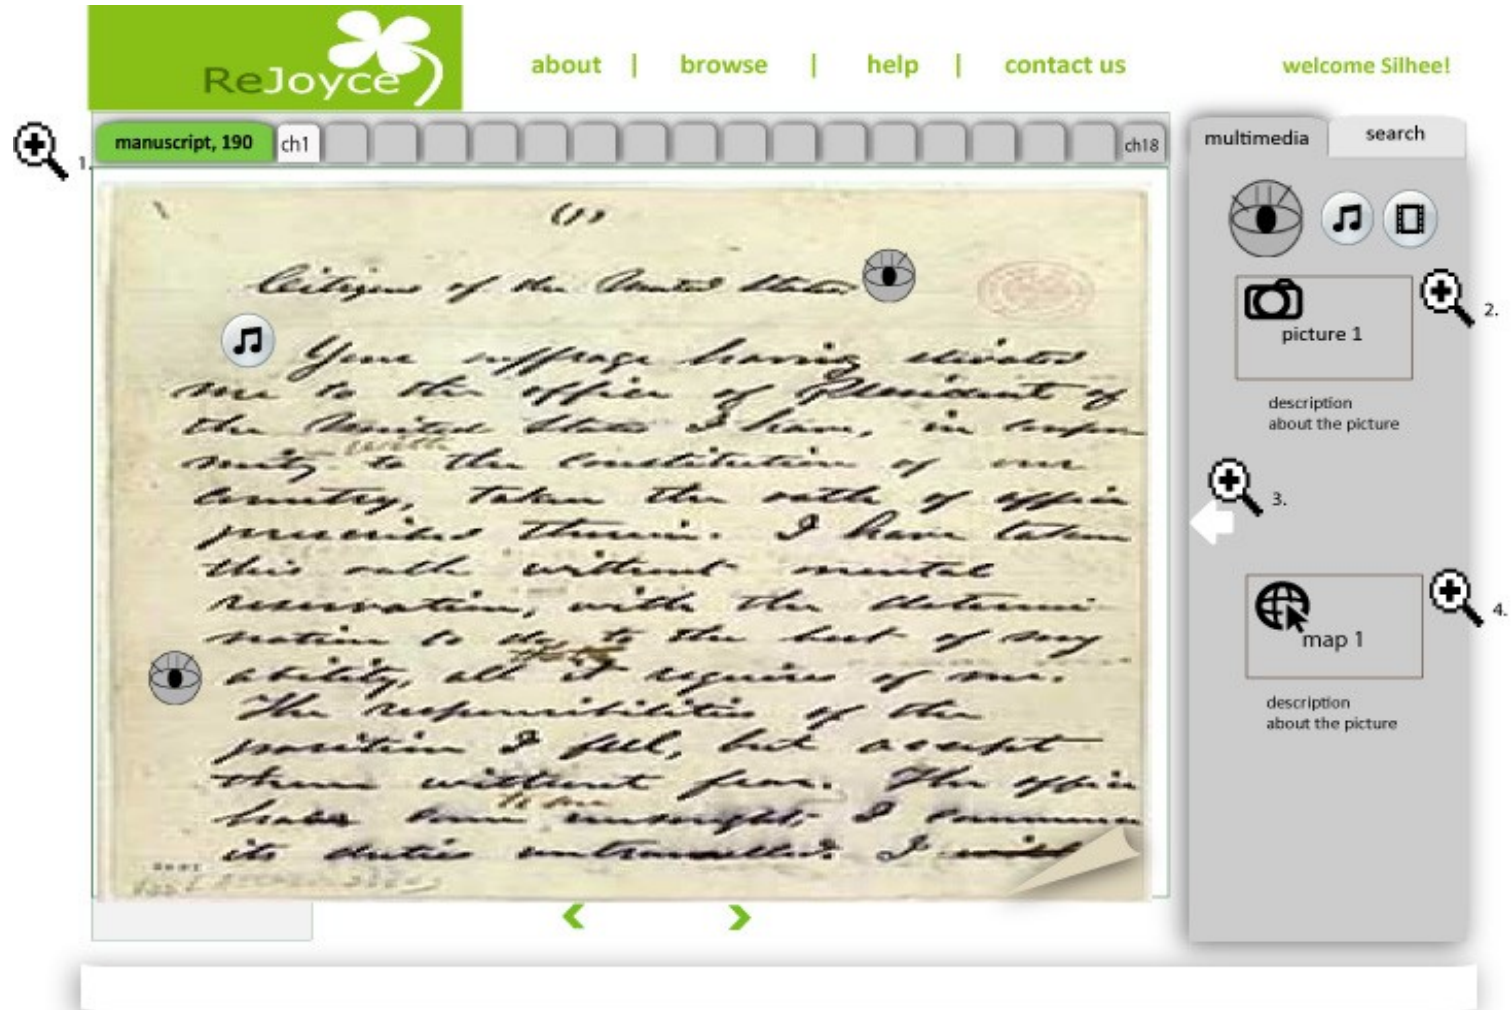 ReJoyce
about | browse | help | contact us
welcome Silhee!
1.
manuscript, 190
ch1
ch18
(1)
Citizens of the United States
Your suffrage having elevated
me to the office of President of
the United States I have, in confor
mity to the Constitution of our
Country, taken the oath of office
prescribed therein. I have taken
this oath without mental
reservation, with the determi
nation to do to the best of my
ability, all it requires of me.
The responsibilities of the
position I feel, but accept
them without fear. The office
has come unsought, I commence
its duties untrammelled. I
multimedia
search
picture 1
2.
description
about the picture
3.
map 1
4.
description
about the picture